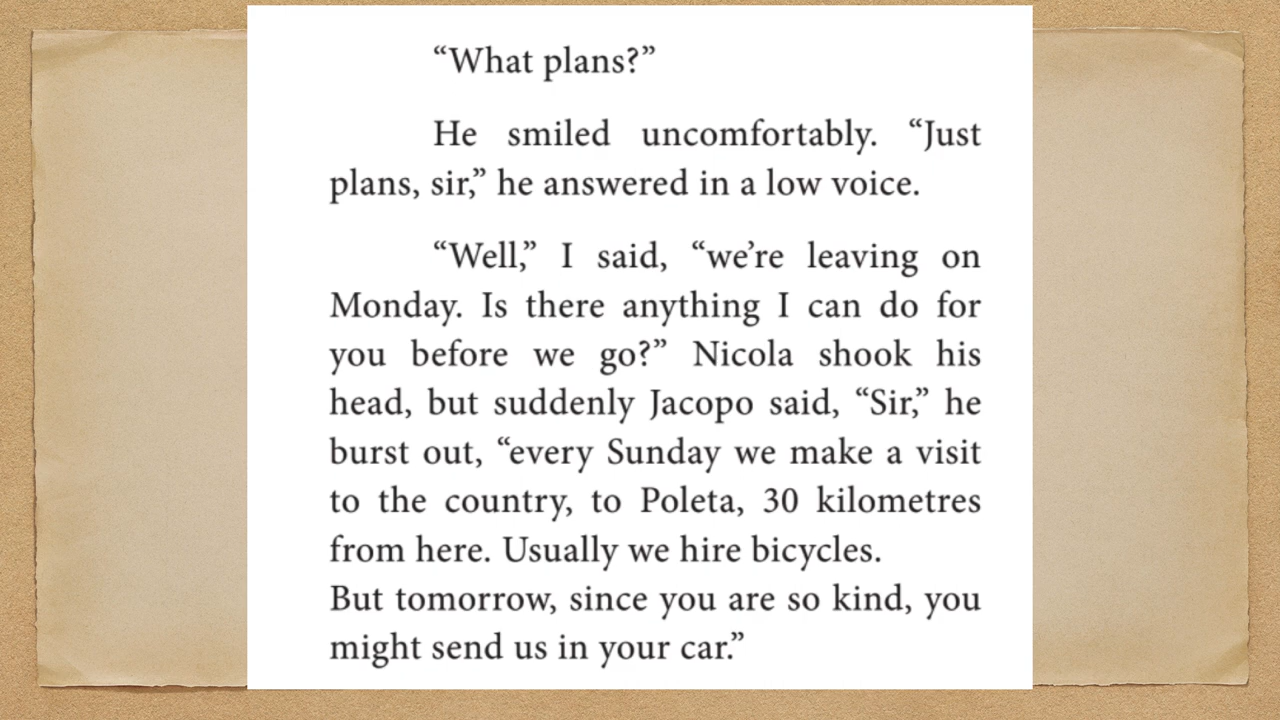 “What plans?”
He smiled uncomfortably. “Just
plans, sir,” he answered in a low voice.
“Well,” I said, “we’re leaving on
Monday. Is there anything I can do for
you before we go?” Nicola shook his
head, but suddenly Jacopo said, “Sir,” he
burst out, “every Sunday we make a visit
to the country, to Poleta, 30 kilometres
from here. Usually we hire bicycles.
But tomorrow, since you are so kind, you
might send us in your car.”